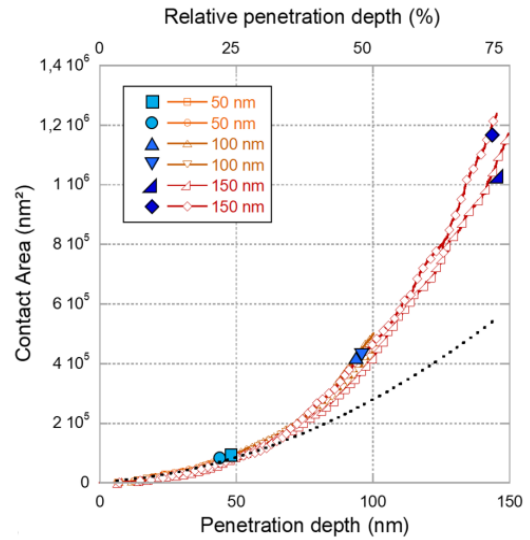 Relative penetration depth (%)
0 25 50 75
1,4 10⁶
1,2 10⁶
1 10⁶
8 10⁵
6 10⁵
4 10⁵
2 10⁵
0
Contact Area (nm²)
50 nm
50 nm
100 nm
100 nm
150 nm
150 nm
0 50 100 150
Penetration depth (nm)